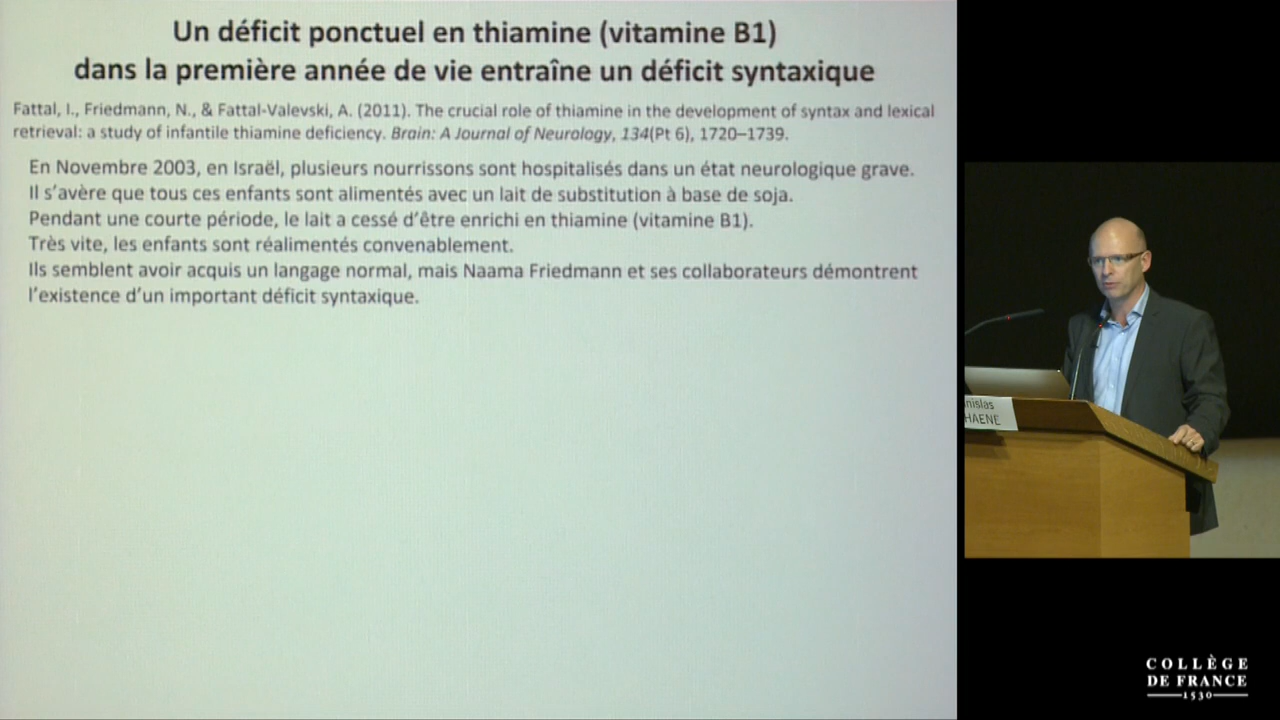 Un déficit ponctuel en thiamine (vitamine B1)
dans la première année de vie entraîne un déficit syntaxique
Fattal, I., Friedmann, N., & Fattal-Valevski, A. (2011). The crucial role of thiamine in the development of syntax and lexical
retrieval: a study of infantile thiamine deficiency. Brain: A Journal of Neurology, 134(Pt 6), 1720–1739.
En Novembre 2003, en Israël, plusieurs nourrissons sont hospitalisés dans un état neurologique grave.
Il s’avère que tous ces enfants sont alimentés avec un lait de substitution à base de soja.
Pendant une courte période, le lait a cessé d’être enrichi en thiamine (vitamine B1).
Très vite, les enfants sont réalimentés convenablement.
Ils semblent avoir acquis un langage normal, mais Naama Friedmann et ses collaborateurs démontrent
l’existence d’un important déficit syntaxique.
nislas
HAENE
COLLÈGE
DE FRANCE
1530